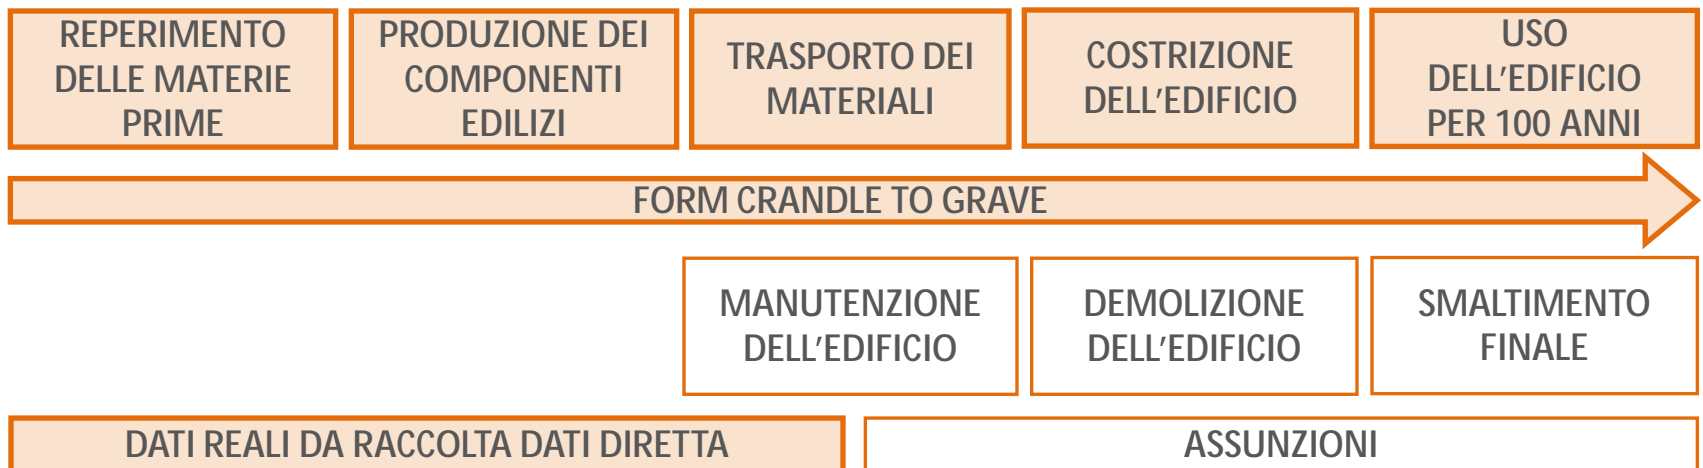 REPERIMENTO
DELLE MATERIE
PRIME
PRODUZIONE DEI
COMPONENTI
EDILIZI
TRASPORTO DEI
MATERIALI
COSTRIZIONE
DELL'EDIFICIO
USO
DELL'EDIFICIO
PER 100 ANNI
FORM CRANDLE TO GRAVE
MANUTENZIONE
DELL'EDIFICIO
DEMOLIZIONE
DELL'EDIFICIO
SMALTIMENTO
FINALE
DATI REALI DA RACCOLTA DATI DIRETTA
ASSUNZIONI